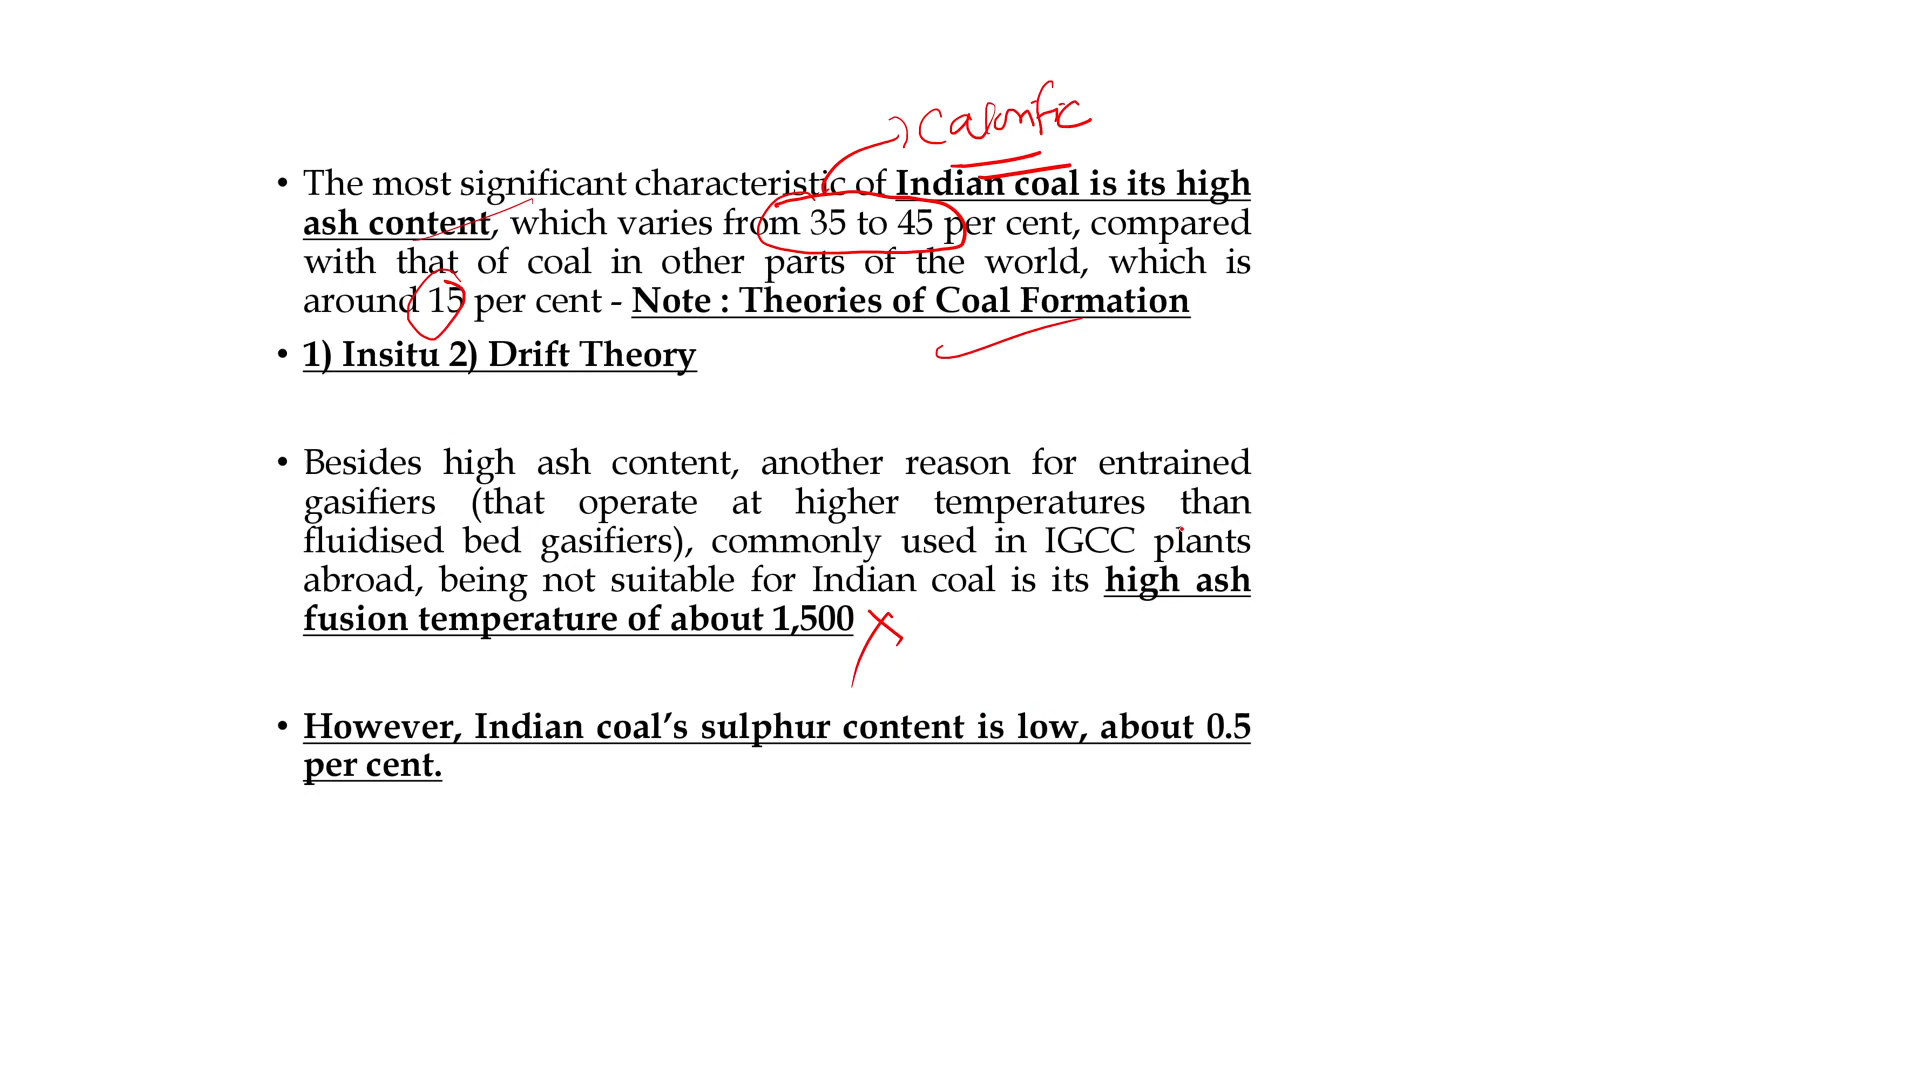 Calorific
• The most significant characteristic of Indian coal is its high
ash content, which varies from 35 to 45 per cent, compared
with that of coal in other parts of the world, which is
around 15 per cent - Note : Theories of Coal Formation
• 1) Insitu 2) Drift Theory
• Besides high ash content, another reason for entrained
gasifiers (that operate at higher temperatures than
fluidised bed gasifiers), commonly used in IGCC plants
abroad, being not suitable for Indian coal is its high ash
fusion temperature of about 1,500
• However, Indian coal’s sulphur content is low, about 0.5
per cent.